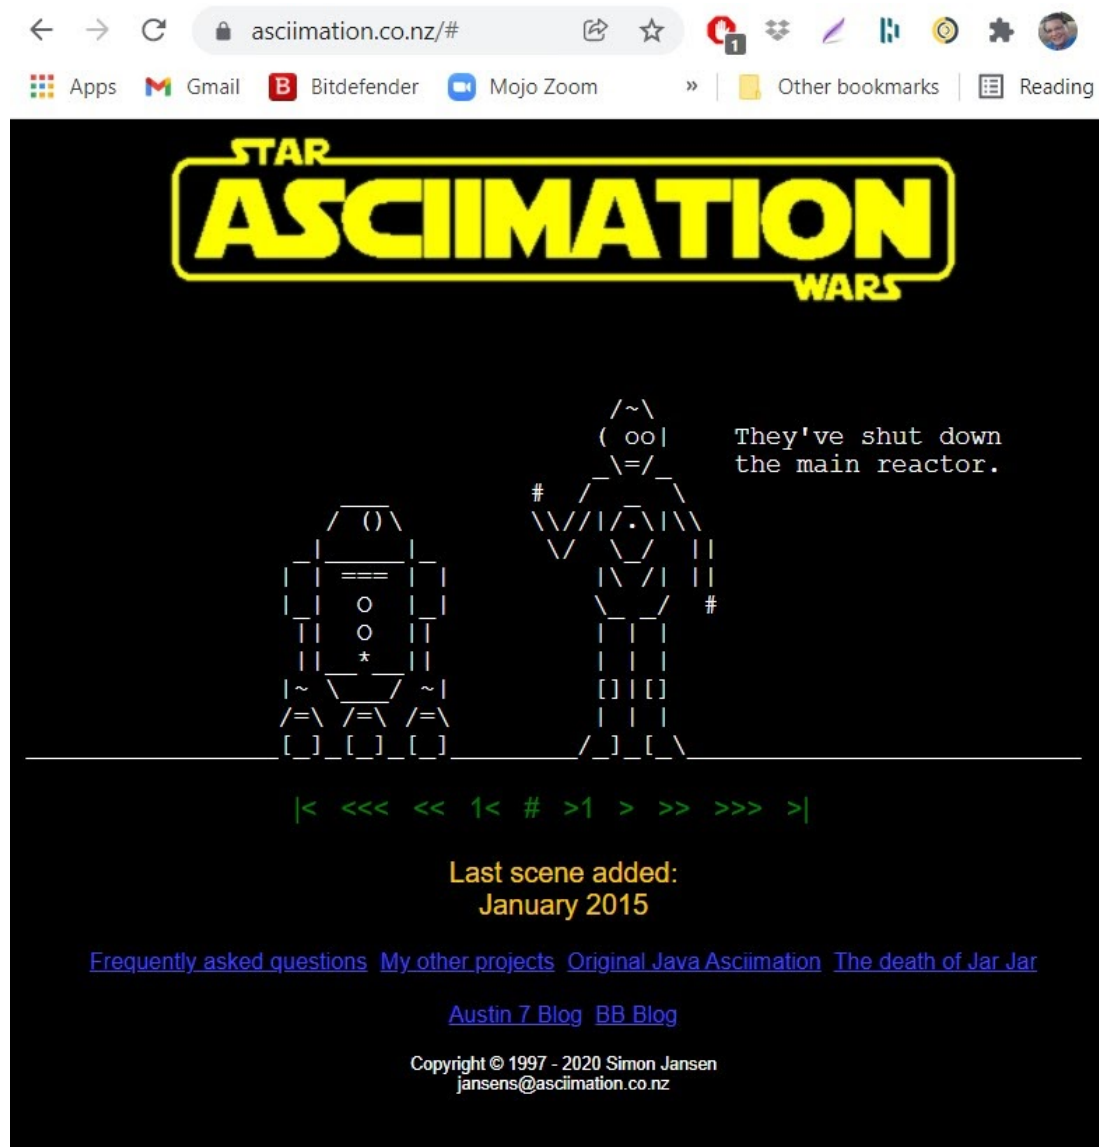 asciimation.co.nz/#
1
Apps Gmail B Bitdefender Mojo Zoom » Other bookmarks Reading
STAR
ASCIIMATION
WARS
They've shut down
the main reactor.
|< <<< << 1< # >1 > >> >>> >|
Last scene added:
January 2015
Frequently asked questions My other projects Original Java Asciimation The death of Jar Jar
Austin 7 Blog BB Blog
Copyright © 1997 - 2020 Simon Jansen
jansens@asciimation.co.nz